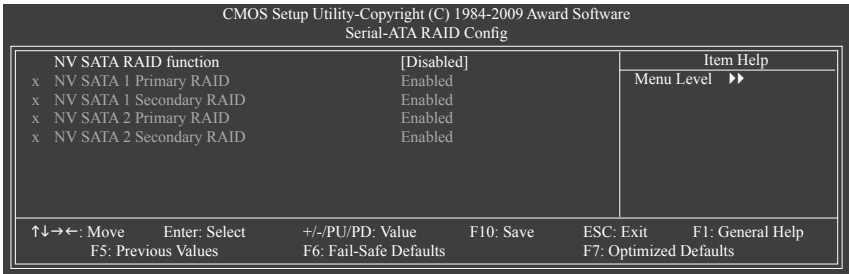 CMOS Setup Utility-Copyright (C) 1984-2009 Award Software
Serial-ATA RAID Config
NV SATA RAID function [Disabled]
x NV SATA 1 Primary RAID Enabled
x NV SATA 1 Secondary RAID Enabled
x NV SATA 2 Primary RAID Enabled
x NV SATA 2 Secondary RAID Enabled
Item Help
Menu Level ▶▶
↑↓→←: Move Enter: Select +/-/PU/PD: Value F10: Save ESC: Exit F1: General Help
F5: Previous Values F6: Fail-Safe Defaults F7: Optimized Defaults